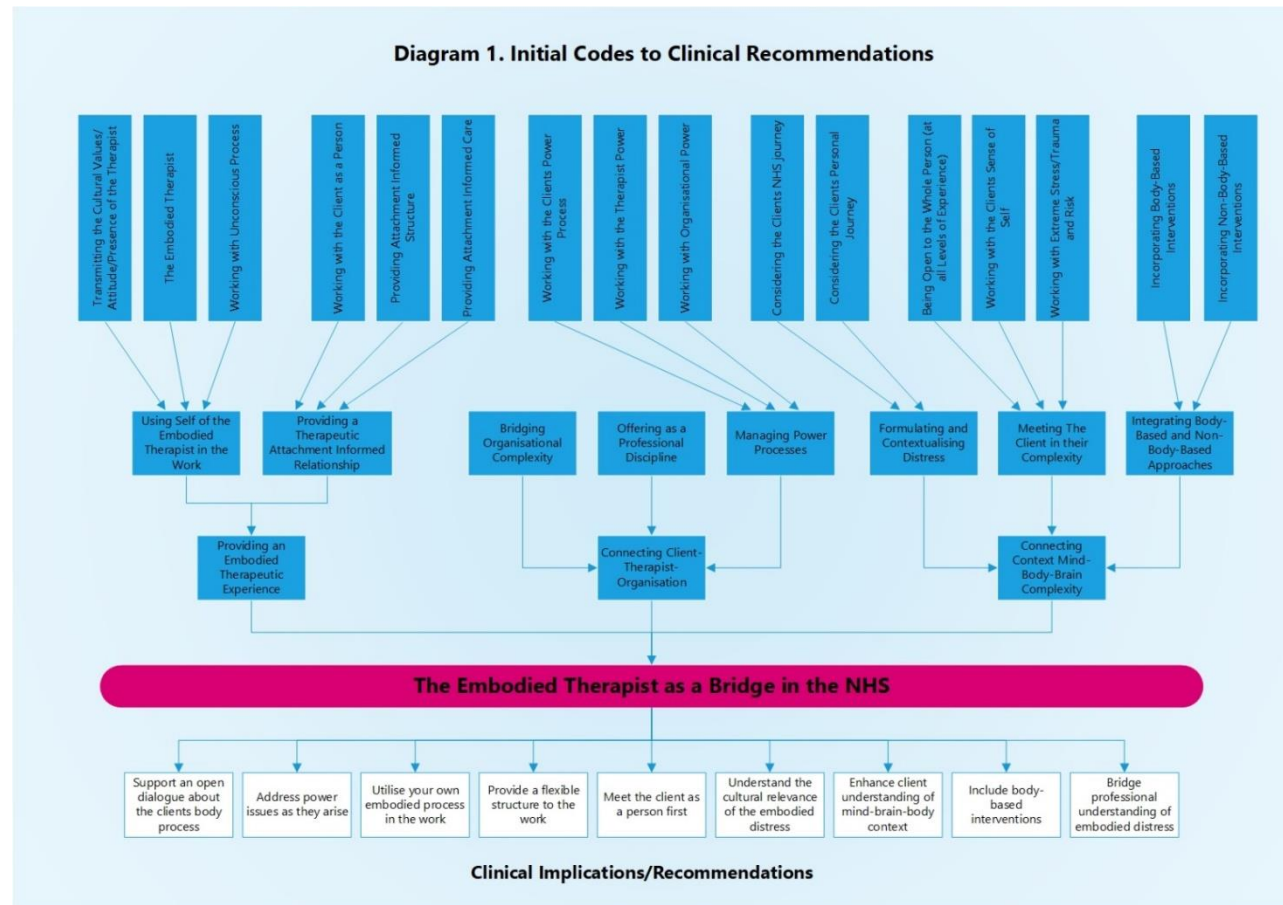 Diagram 1. Initial Codes to Clinical Recommendations
Transmitting the Cultural Values/
Attitude/Presence of the Therapist
The Embodied Therapist
Working with Unconscious Process
Working with the Client as a Person
Providing Attachment Informed
Structure
Providing Attachment Informed Care
Working with the Clients Power
Process
Working with the Therapist Power
Working with Organisational Power
Considering the Clients NHS journey
Considering the Clients Personal
Journey
Being Open to the Whole Person (at
all Levels of Experience)
Working with the Clients Sense of
Self
Working with Extreme Stress/Trauma
and Risk
Incorporating Body-Based
Interventions
Incorporating Non-Body-Based
Interventions
Using Self of the
Embodied
Therapist in the
Work
Providing a
Therapeutic
Attachment Informed
Relationship
Bridging
Organisational
Complexity
Offering as a
Professional
Discipline
Managing Power
Processes
Formulating and
Contextualising
Distress
Meeting The
Client in their
Complexity
Integrating Body-
Based and Non-
Body-Based
Approaches
Providing an
Embodied
Therapeutic
Experience
Connecting Client-
Therapist-
Organisation
Connecting
Context Mind-
Body-Brain
Complexity
The Embodied Therapist as a Bridge in the NHS
Support an open
dialogue about
the clients body
process
Address power
issues as they arise
Utilise your own
embodied process
in the work
Provide a flexible
structure to the
work
Meet the client as
a person first
Understand the
cultural relevance
of the embodied
distress
Enhance client
understanding of
mind-brain-body
context
Include body-
based
interventions
Bridge
professional
understanding of
embodied distress
Clinical Implications/Recommendations